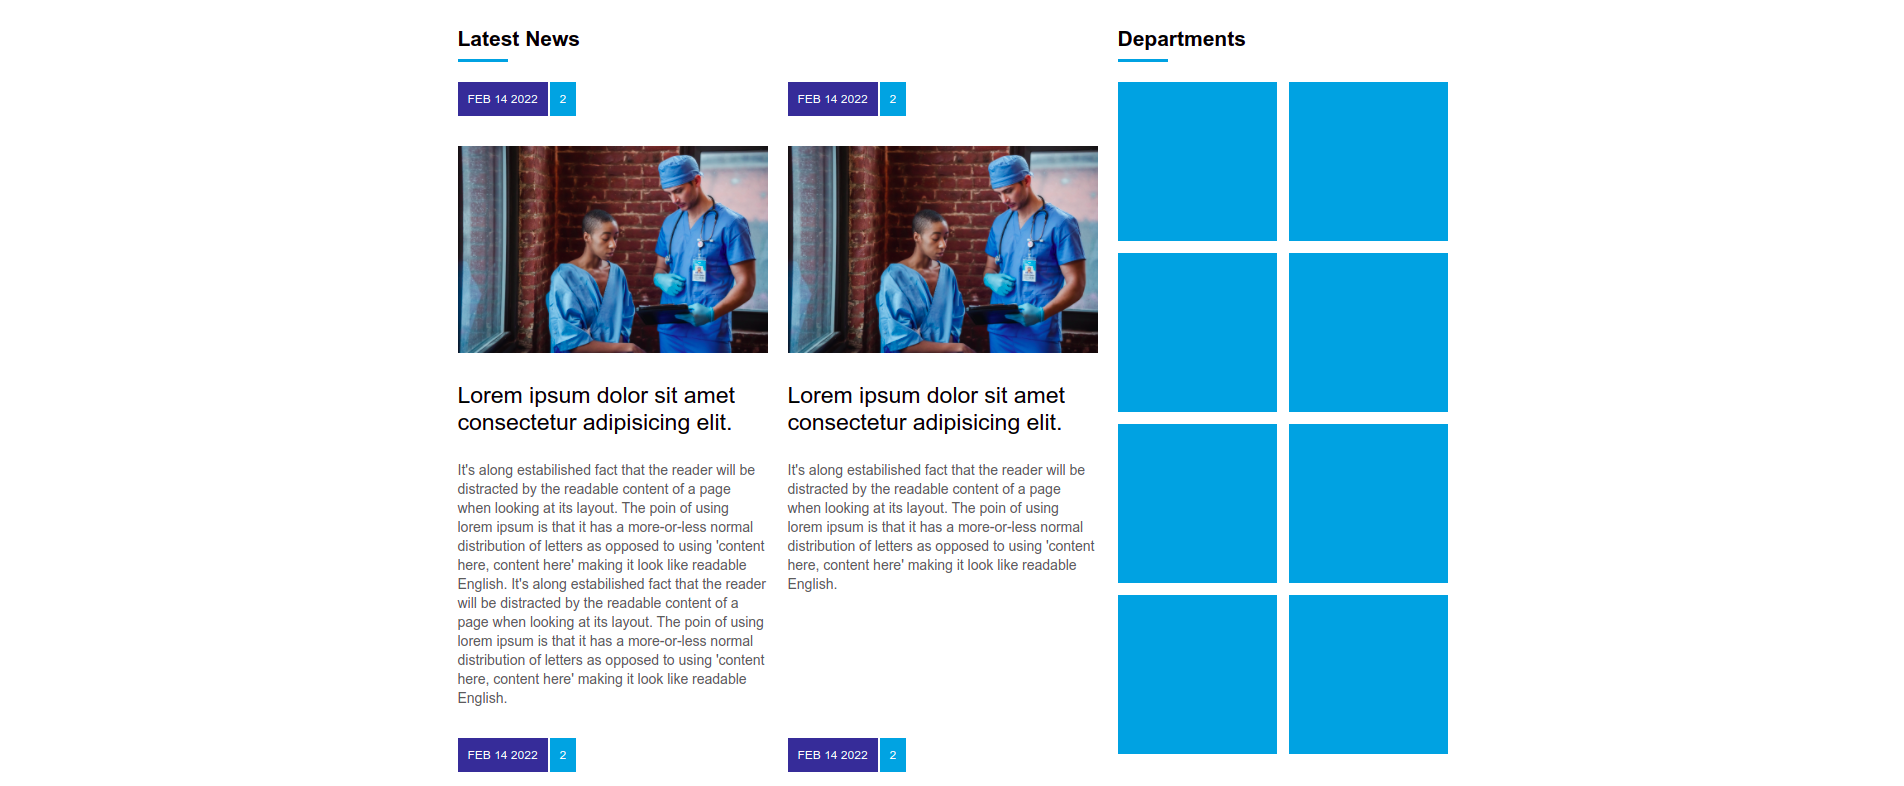 Latest News
FEB 14 2022 2
Lorem ipsum dolor sit amet
consectetur adipisicing elit.
It's along estabilished fact that the reader will be
distracted by the readable content of a page
when looking at its layout. The poin of using
lorem ipsum is that it has a more-or-less normal
distribution of letters as opposed to using 'content
here, content here' making it look like readable
English. It's along estabilished fact that the reader
will be distracted by the readable content of a
page when looking at its layout. The poin of using
lorem ipsum is that it has a more-or-less normal
distribution of letters as opposed to using 'content
here, content here' making it look like readable
English.
FEB 14 2022 2
FEB 14 2022 2
Lorem ipsum dolor sit amet
consectetur adipisicing elit.
It's along estabilished fact that the reader will be
distracted by the readable content of a page
when looking at its layout. The poin of using
lorem ipsum is that it has a more-or-less normal
distribution of letters as opposed to using 'content
here, content here' making it look like readable
English.
FEB 14 2022 2
Departments